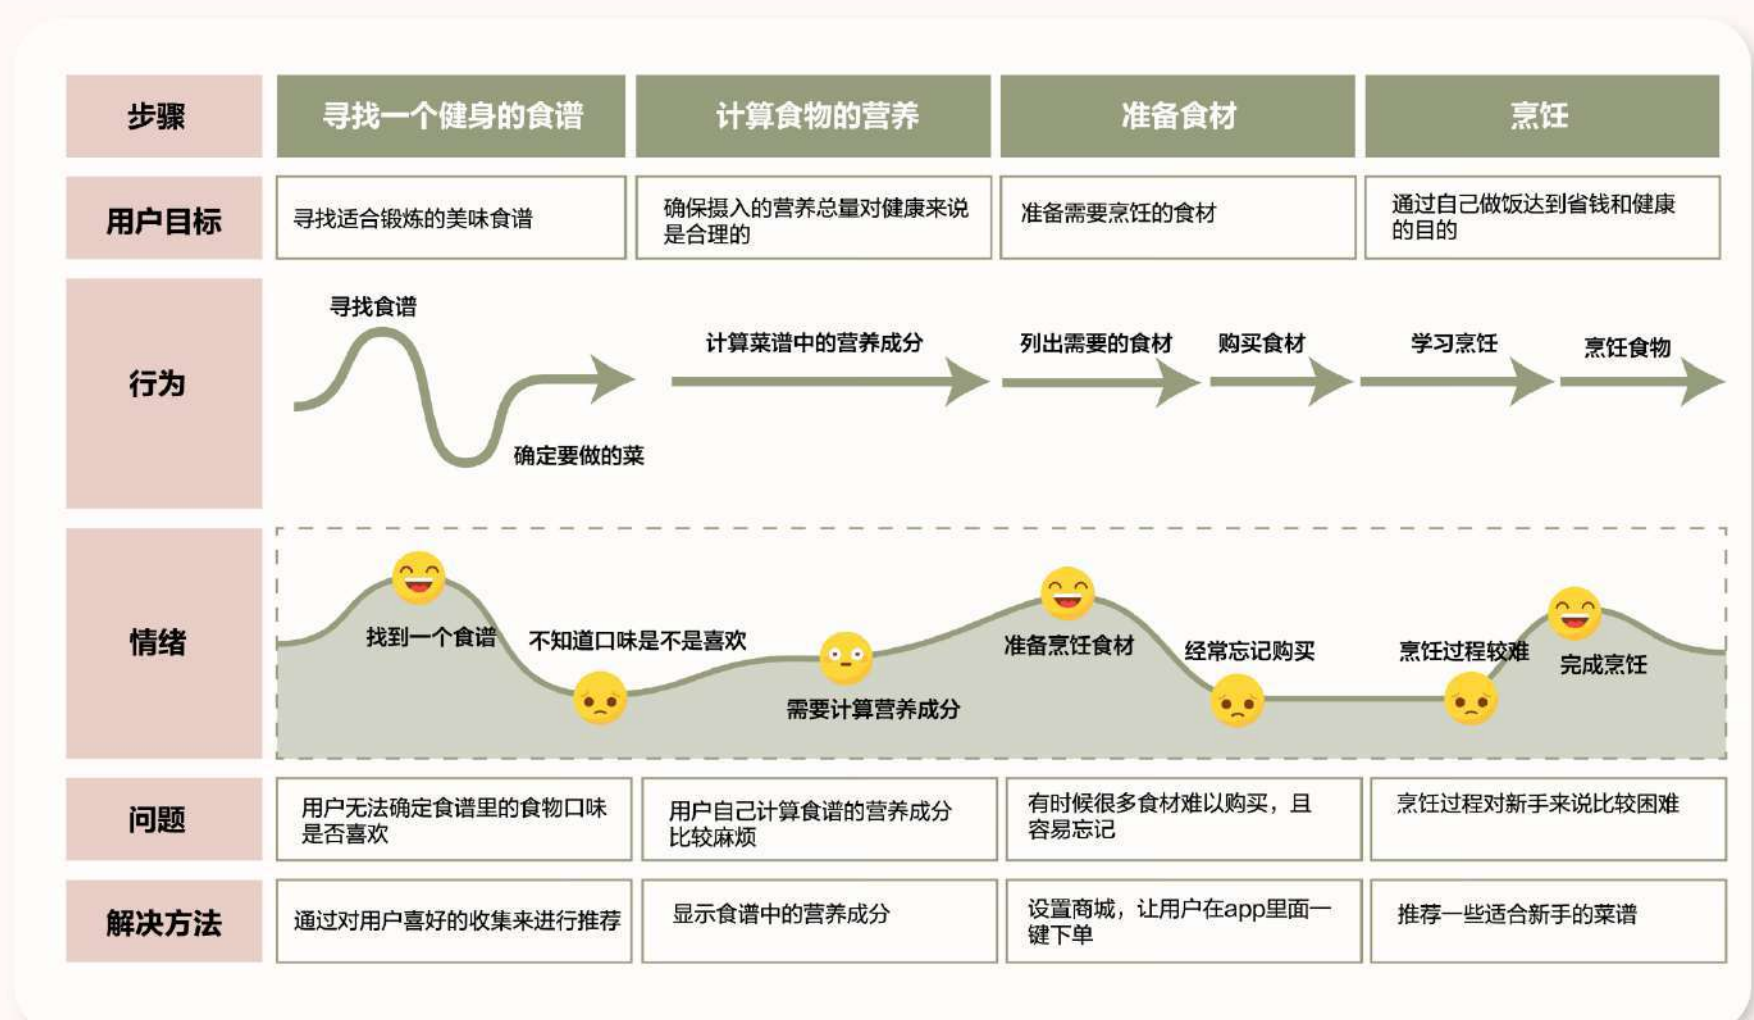 步骤
寻找一个健身的食谱
计算食物的营养
准备食材
烹饪
用户目标
寻找适合锻炼的美味食谱
确保摄入的营养总量对健康来说
是合理的
准备需要烹饪的食材
通过自己做饭达到省钱和健康
的目的
行为
寻找食谱
确定要做的菜
计算菜谱中的营养成分
列出需要的食材
购买食材
学习烹饪
烹饪食物
情绪
找到一个食谱
不知道口味是不是喜欢
需要计算营养成分
准备烹饪食材
经常忘记购买
烹饪过程较难
完成烹饪
问题
用户无法确定食谱里的食物口味
是否喜欢
用户自己计算食谱的营养成分
比较麻烦
有时候很多食材难以购买，且
容易忘记
烹饪过程对新手来说比较困难
解决方法
通过对用户喜好的收集来进行推荐
显示食谱中的营养成分
设置商城，让用户在app里面一
键下单
推荐一些适合新手的菜谱